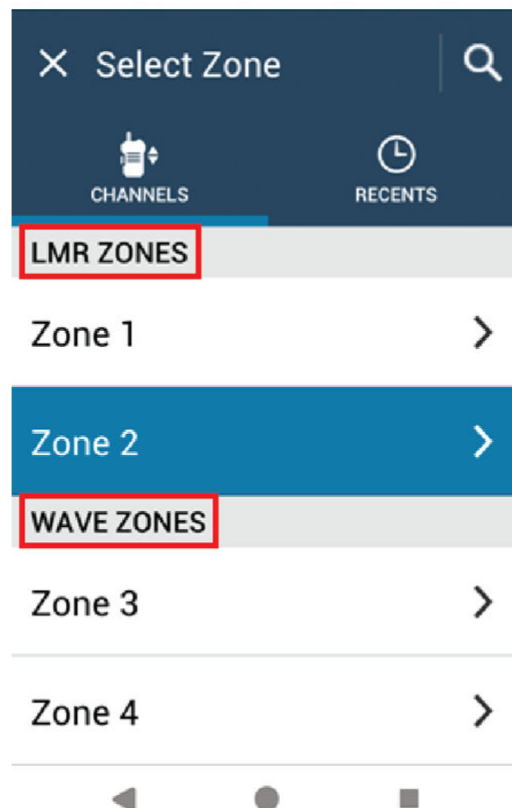 Select Zone
CHANNELS
RECENTS
LMR ZONES
Zone 1
Zone 2
WAVE ZONES
Zone 3
Zone 4